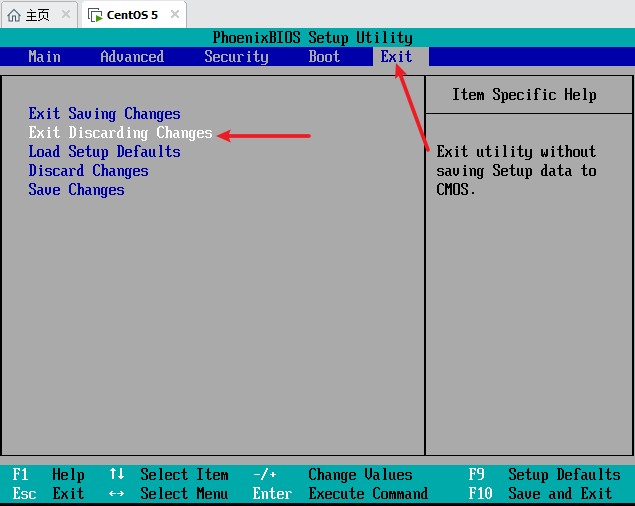 主页 CentOS 5
PhoenixBIOS Setup Utility
Main Advanced Security Boot Exit
Item Specific Help
Exit Saving Changes
Exit Discarding Changes
Load Setup Defaults
Discard Changes
Save Changes
Exit utility without
saving Setup data to
CMOS.
F1 Help ↑↓ Select Item -/+ Change Values F9 Setup Defaults
Esc Exit ↔ Select Menu Enter Execute Command F10 Save and Exit